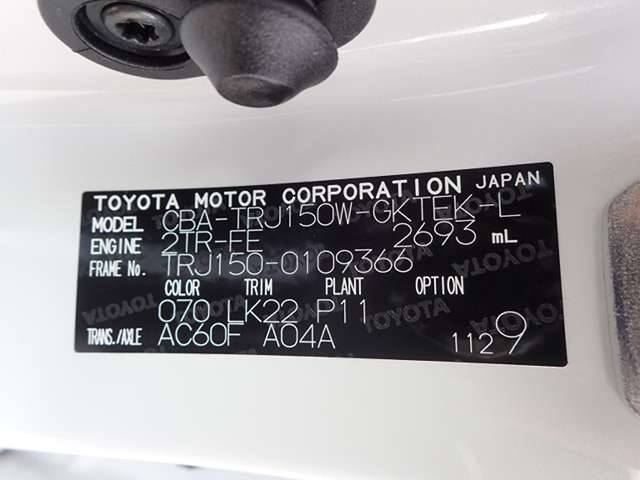 TOYOTA MOTOR CORPORATION JAPAN
MODEL CBA-TRJ150W-GKTEK-L
ENGINE 2TR-FE 2693 mL
FRAME No. TRJ150-0109366
COLOR TRIM PLANT OPTION
070 LK22 P11
TRANS./AXLE AC60F A04A 1129